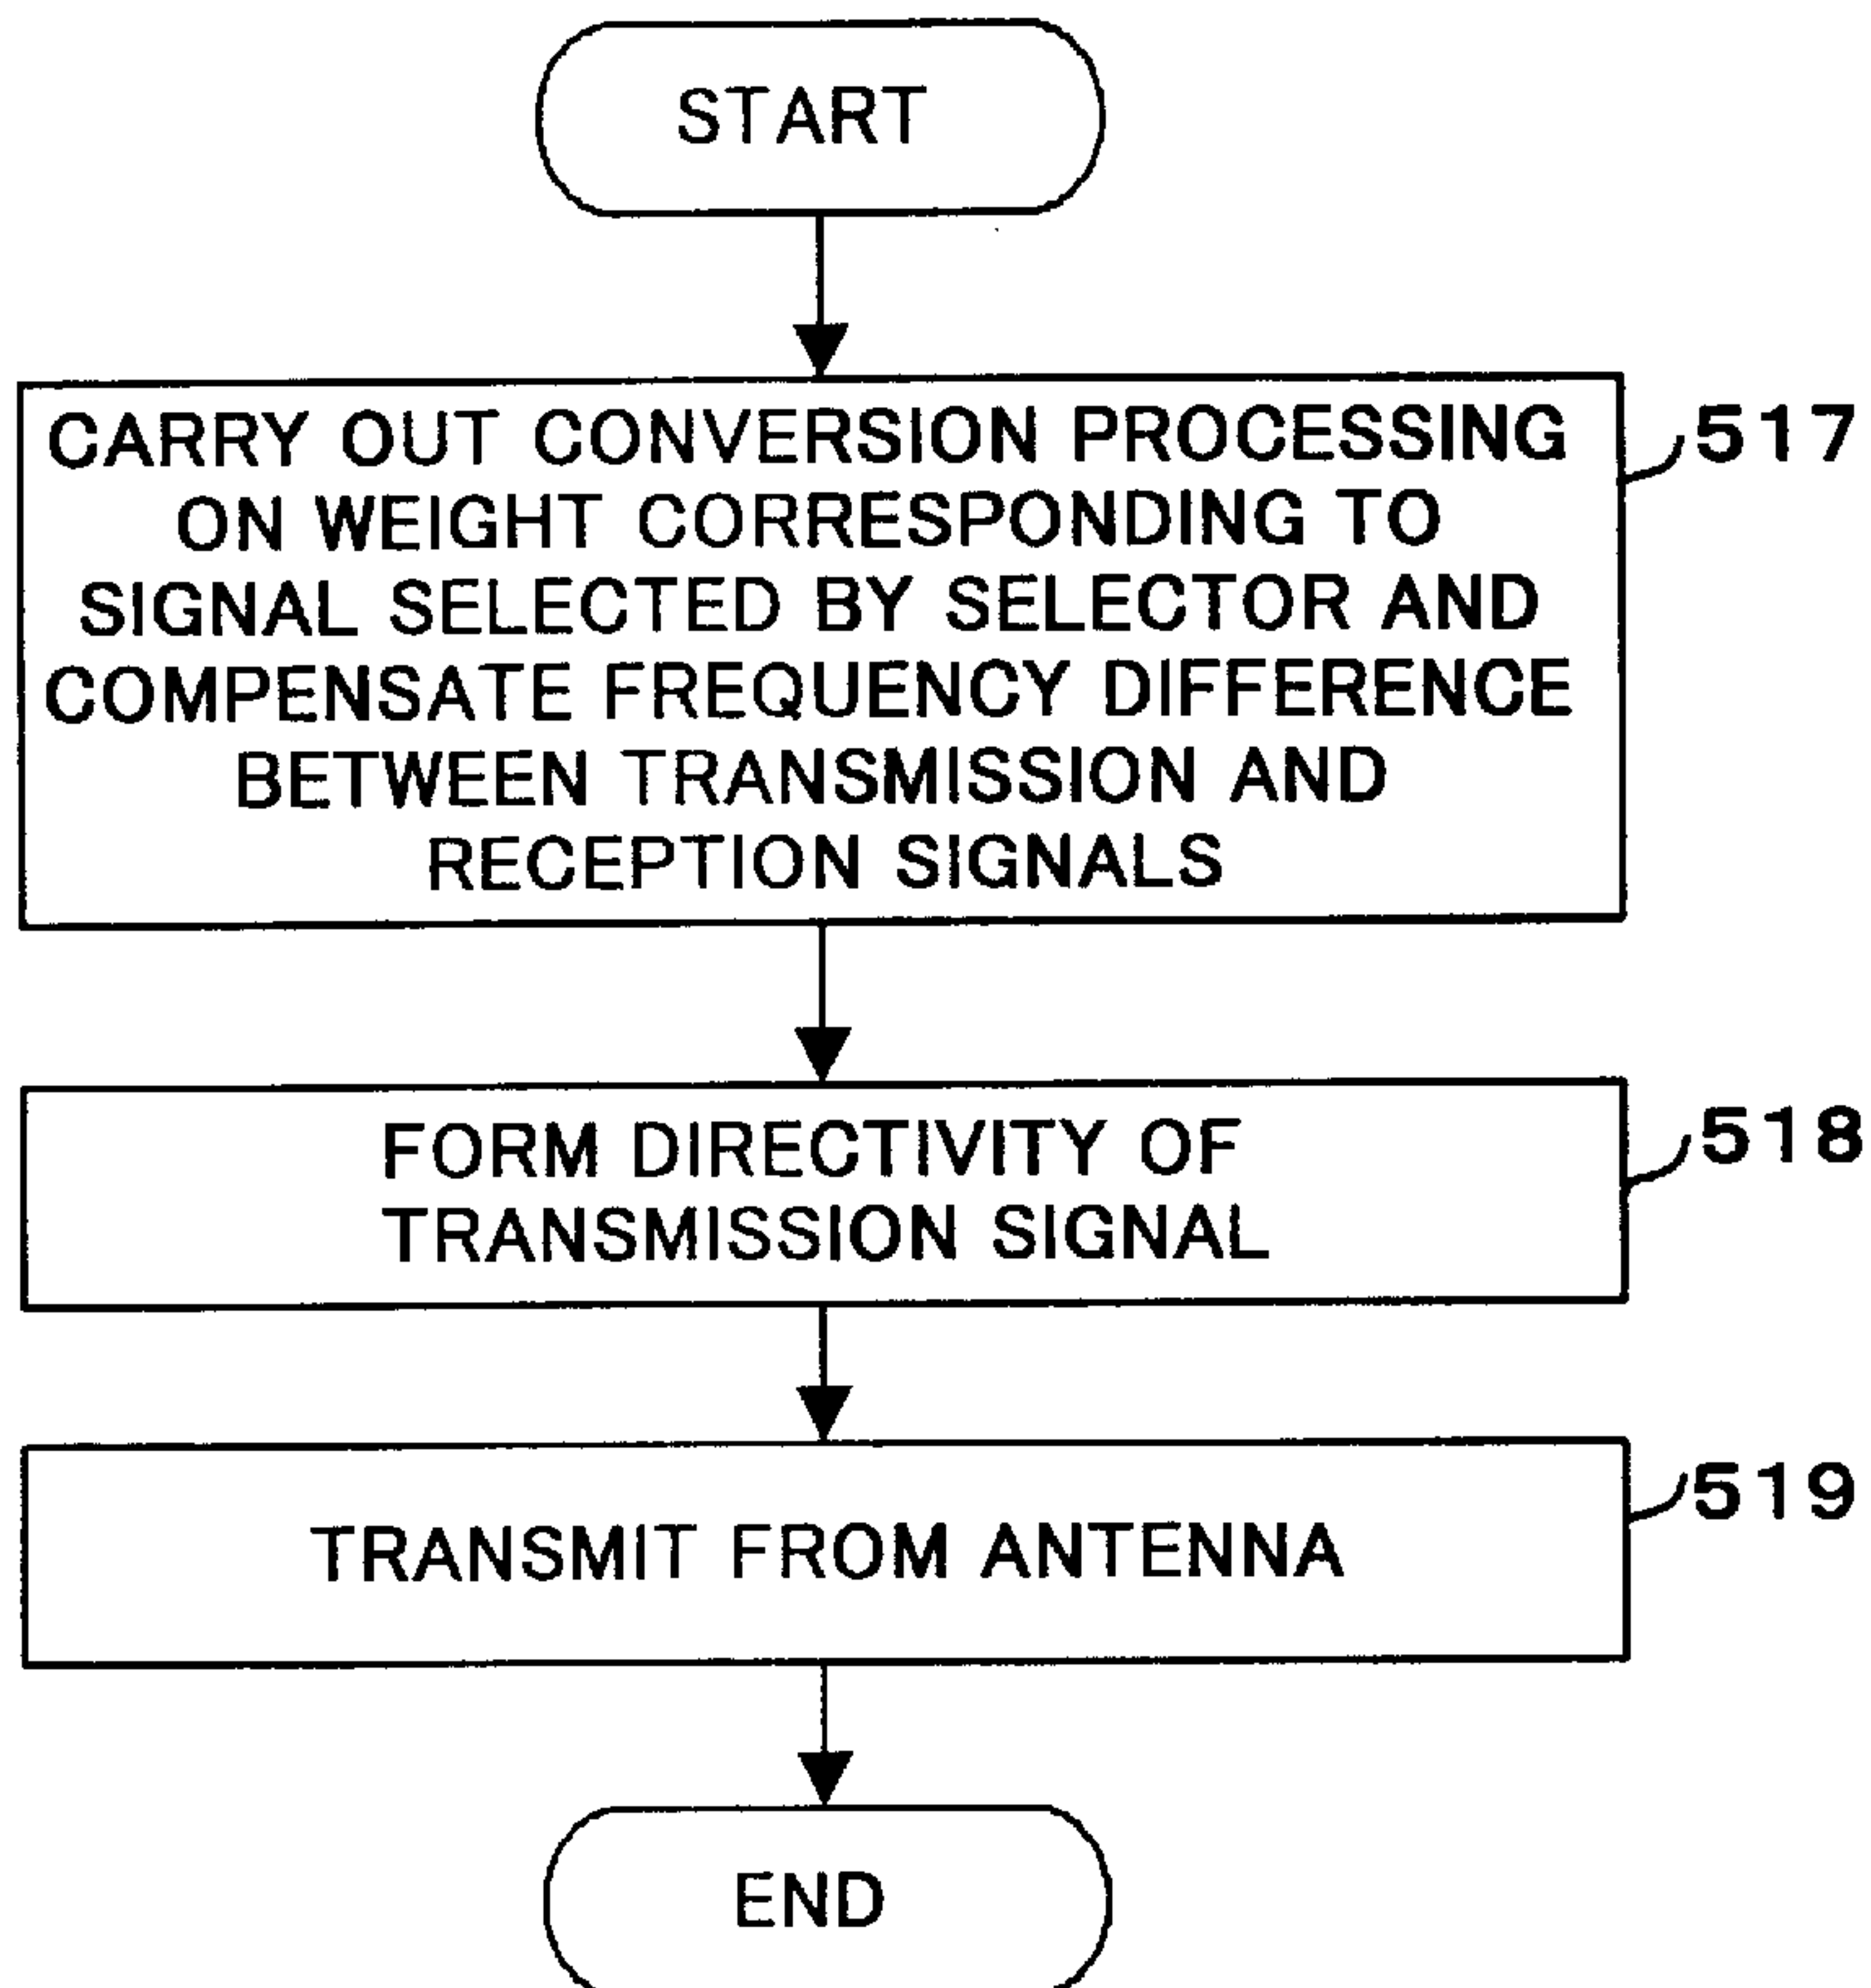 START
CARRY OUT CONVERSION PROCESSING
ON WEIGHT CORRESPONDING TO
SIGNAL SELECTED BY SELECTOR AND
COMPENSATE FREQUENCY DIFFERENCE
BETWEEN TRANSMISSION AND
RECEPTION SIGNALS
517
FORM DIRECTIVITY OF
TRANSMISSION SIGNAL
518
TRANSMIT FROM ANTENNA
519
END